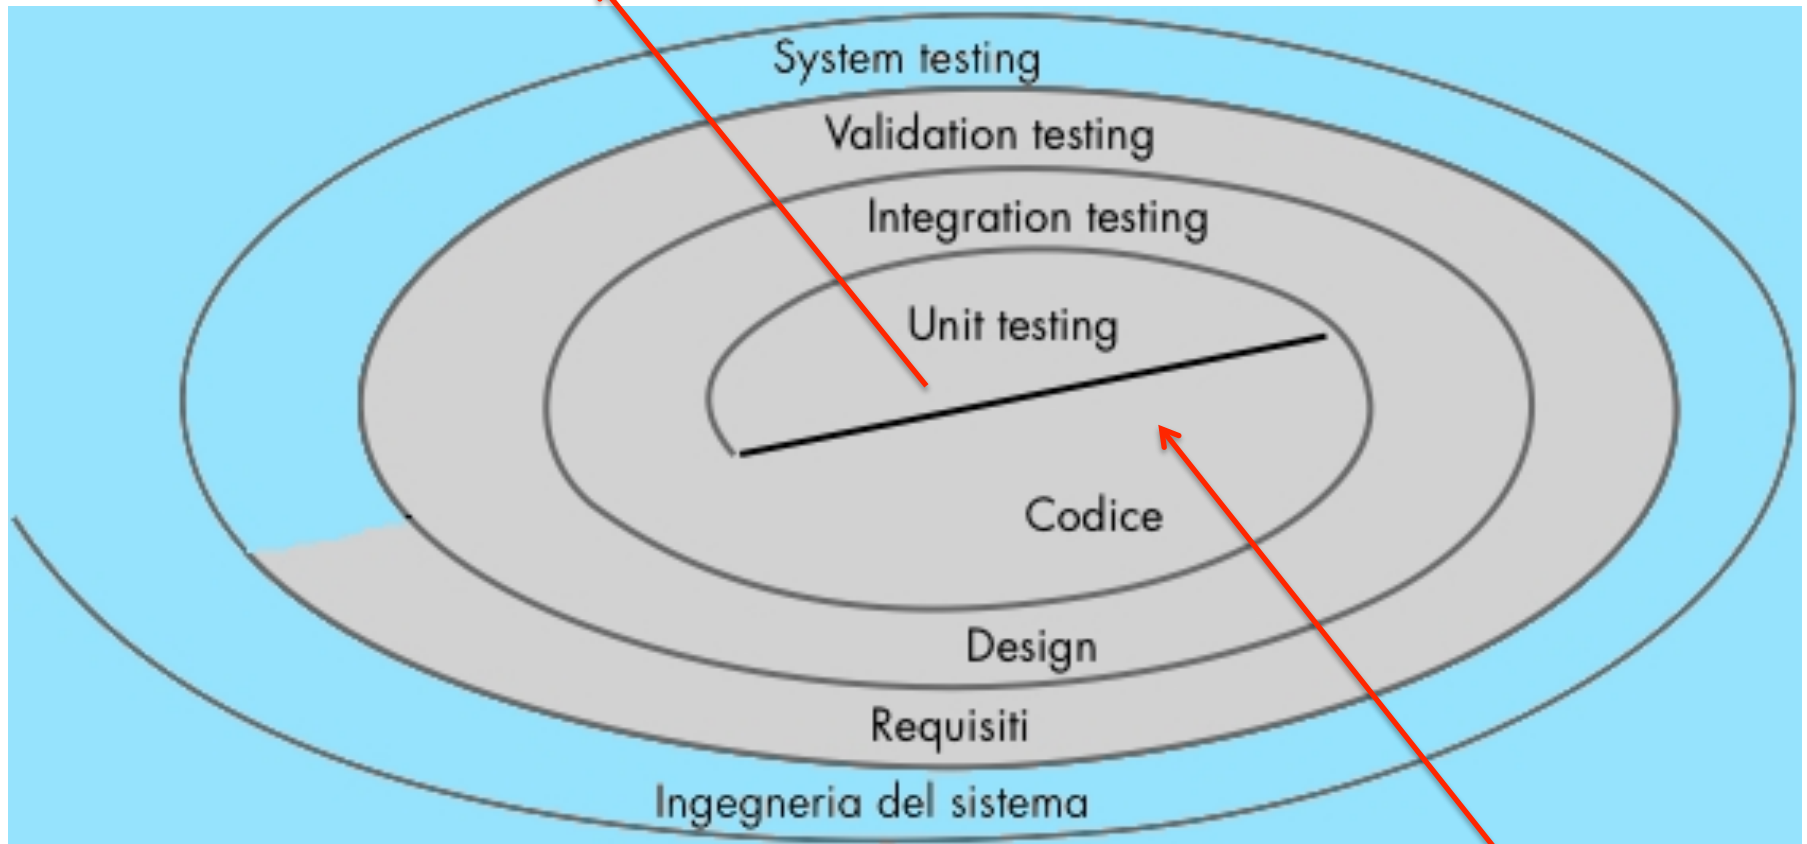 System testing
Validation testing
Integration testing
Unit testing
Codice
Design
Requisiti
Ingegneria del sistema